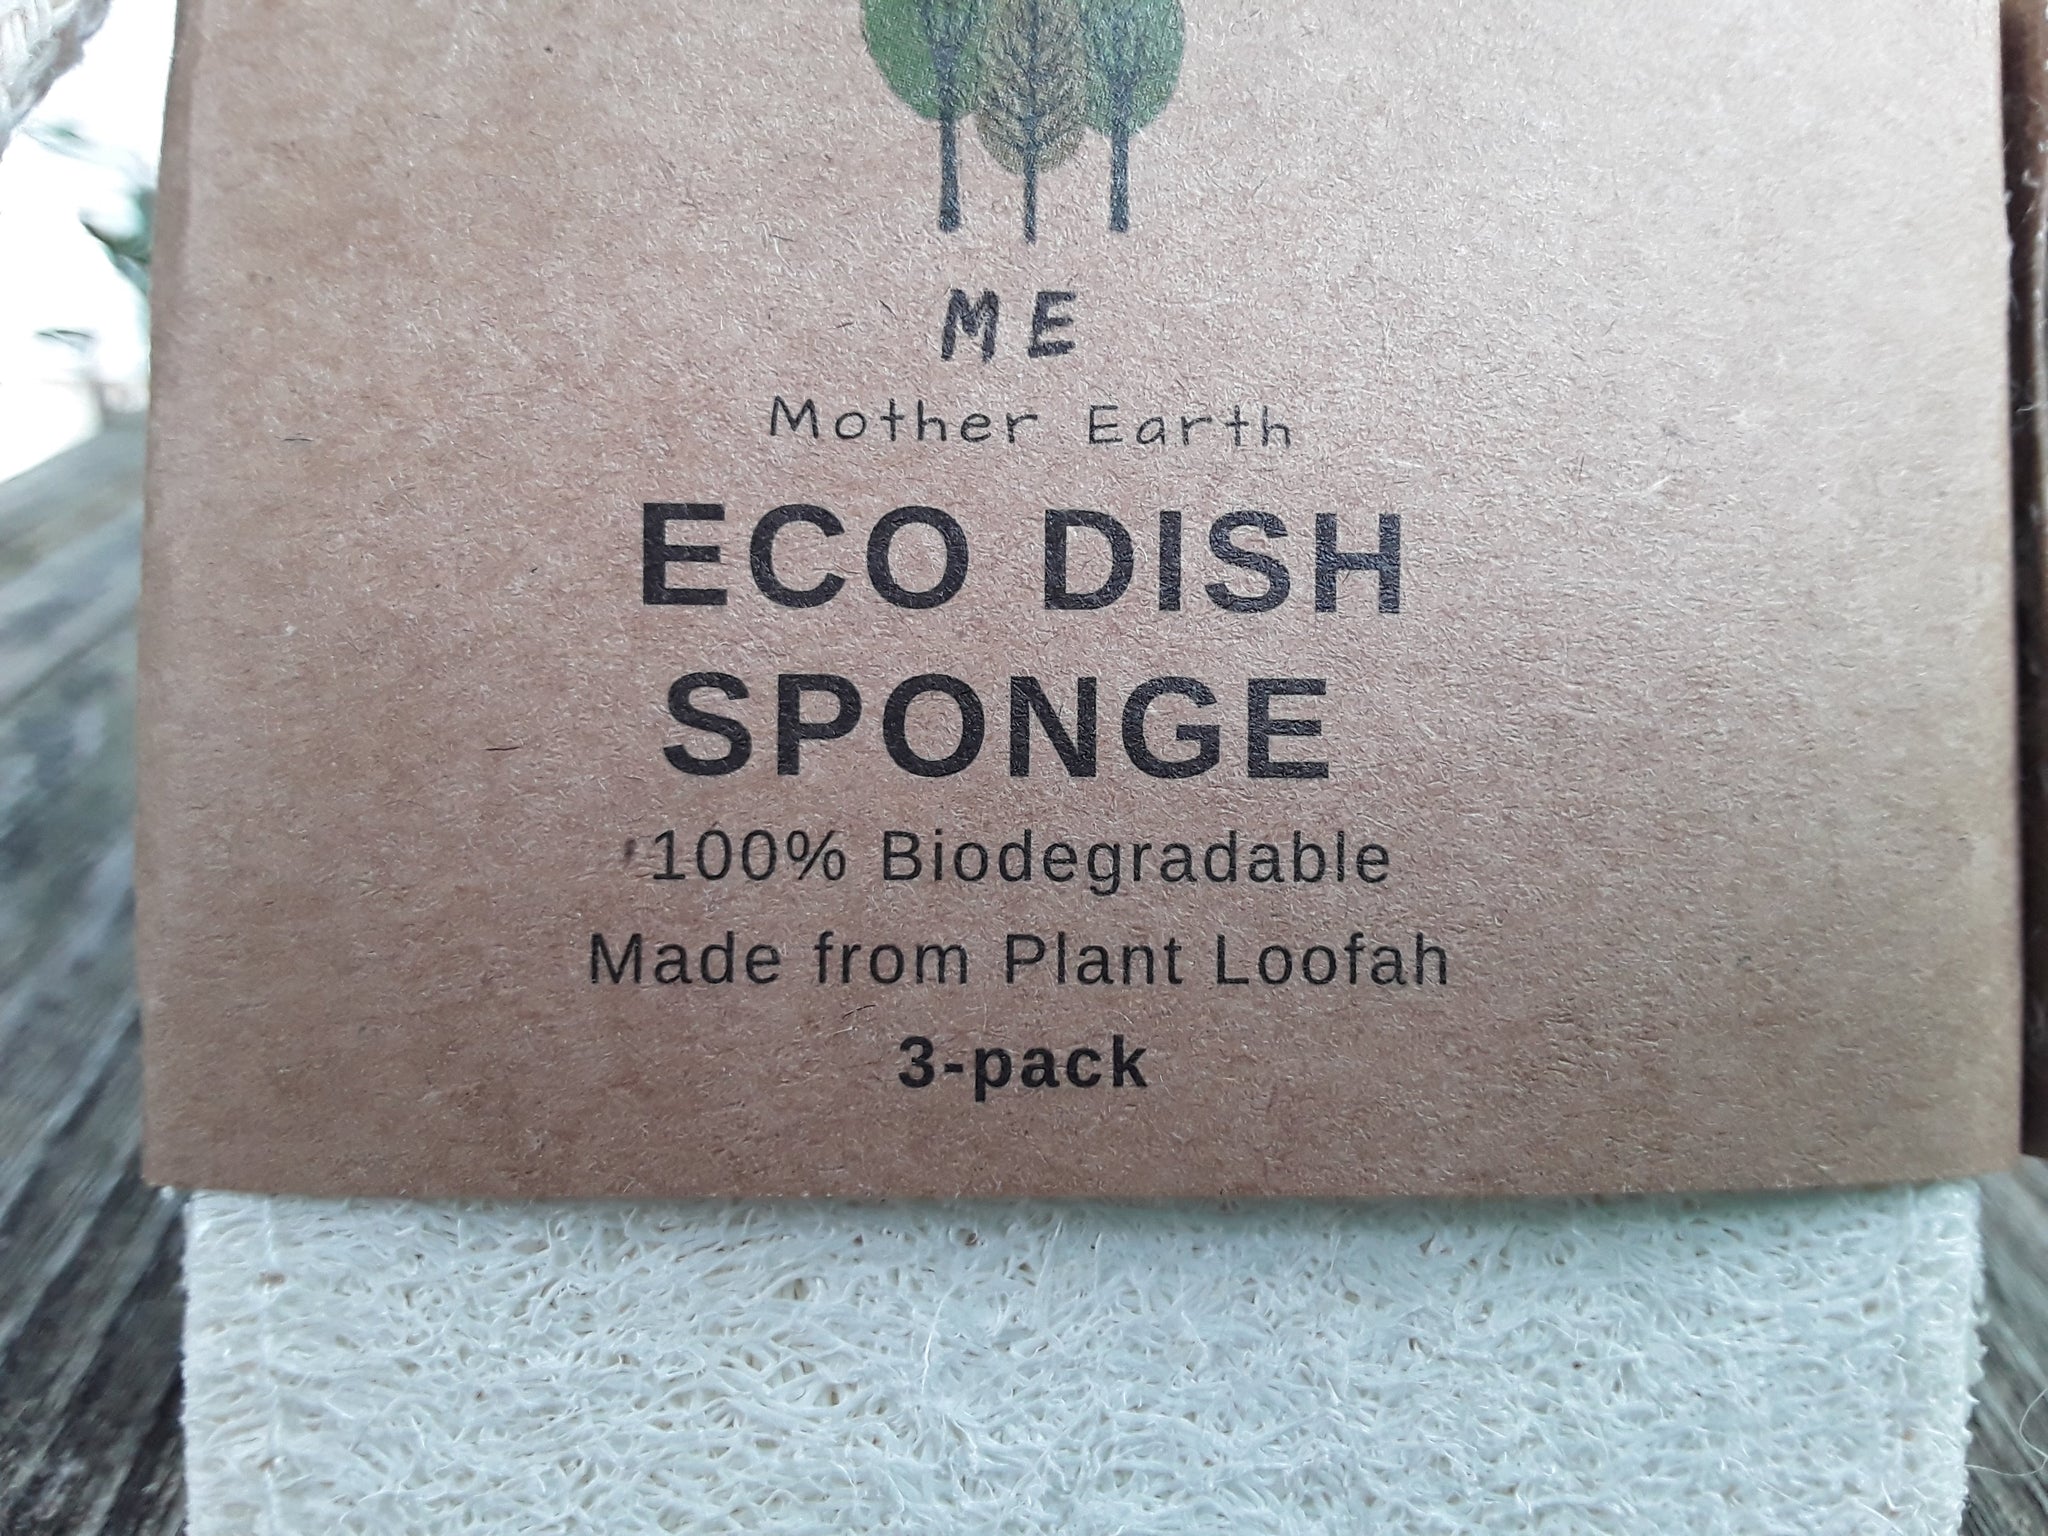 ME
Mother Earth
ECO DISH
SPONGE
100% Biodegradable
Made from Plant Loofah
3-pack